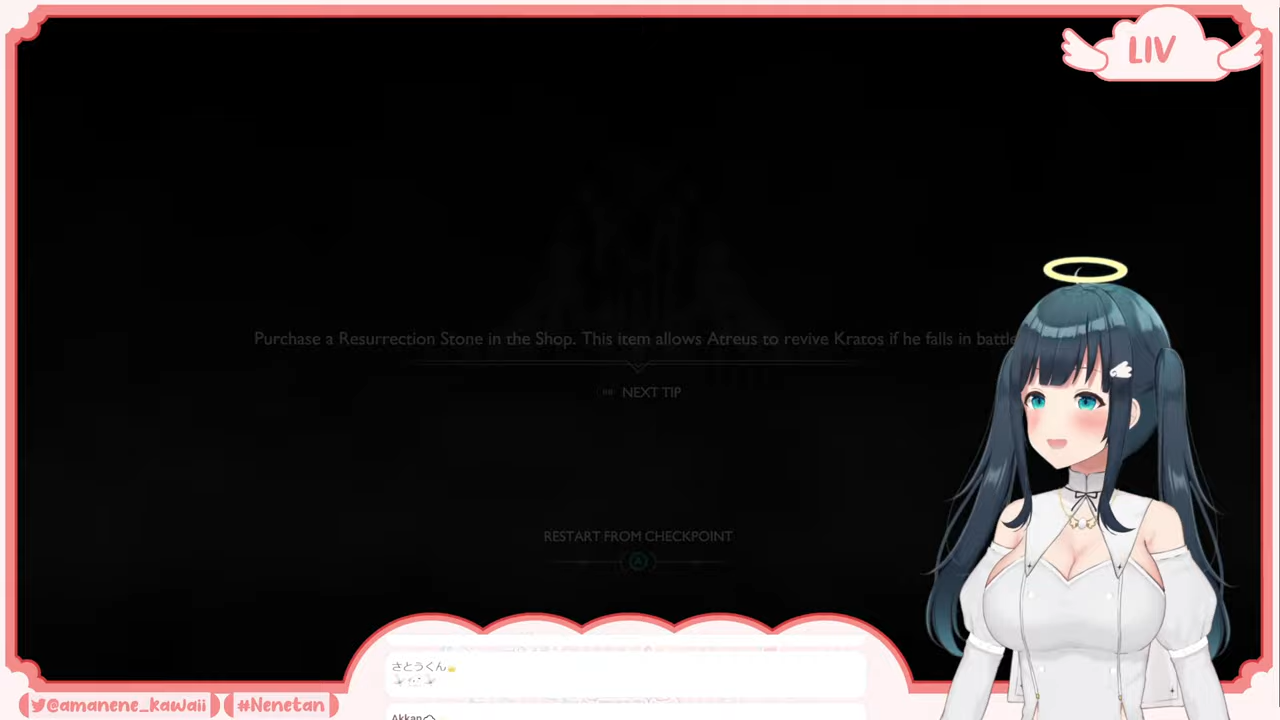 LIV
Purchase a Resurrection Stone in the Shop. This item allows Atreus to revive Kratos if he falls in battle
NEXT TIP
RESTART FROM CHECKPOINT
A
さとうくん
Akkan
@amanene_kawaii
#Nenetan